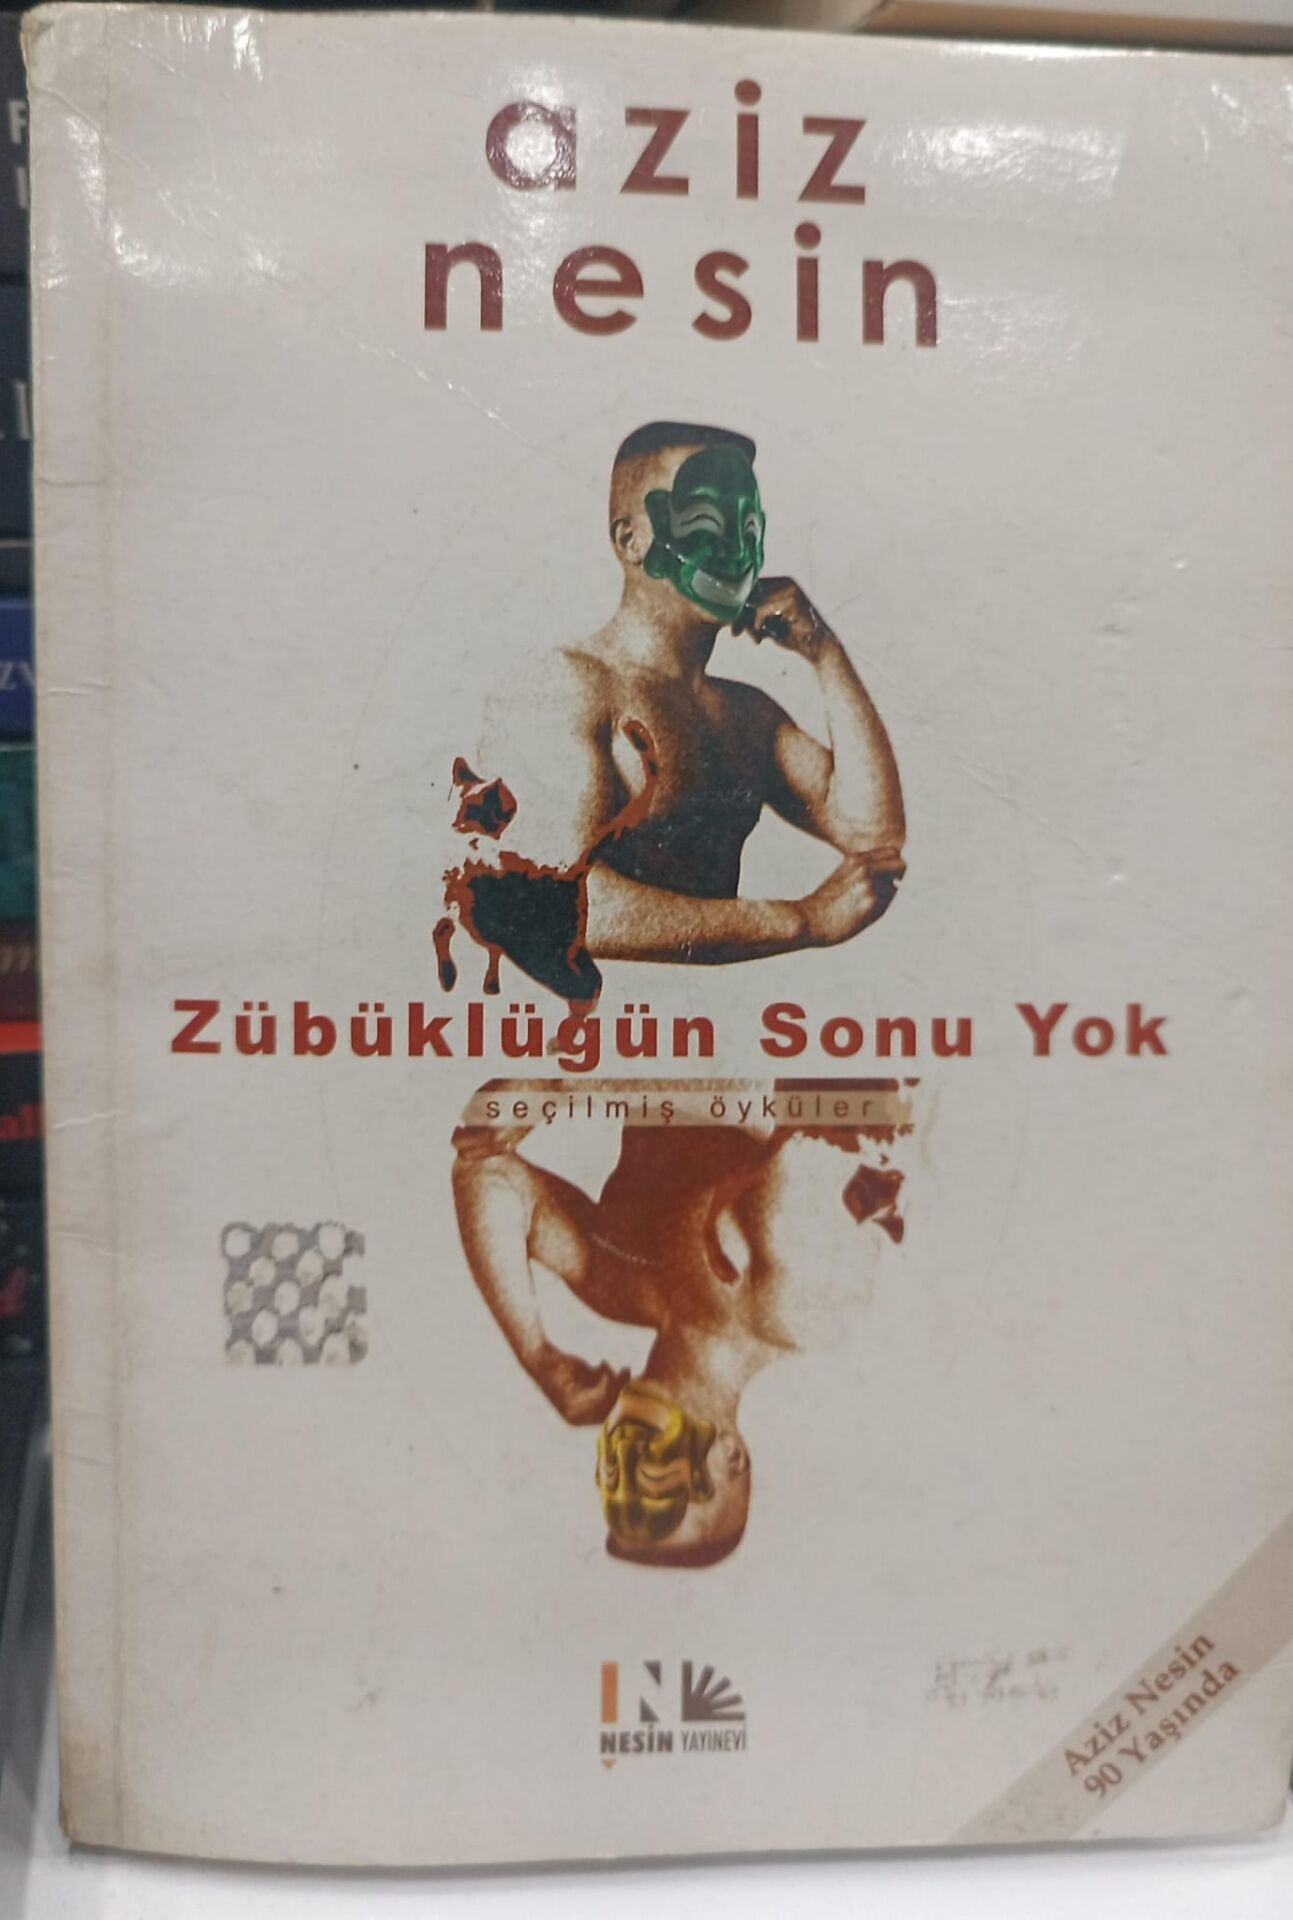 aziz
nesin
Zübüklügün Sonu Yok
seçilmiş öyküler
NESİN YAYINEVİ
Aziz Nesin
90 Yaşında